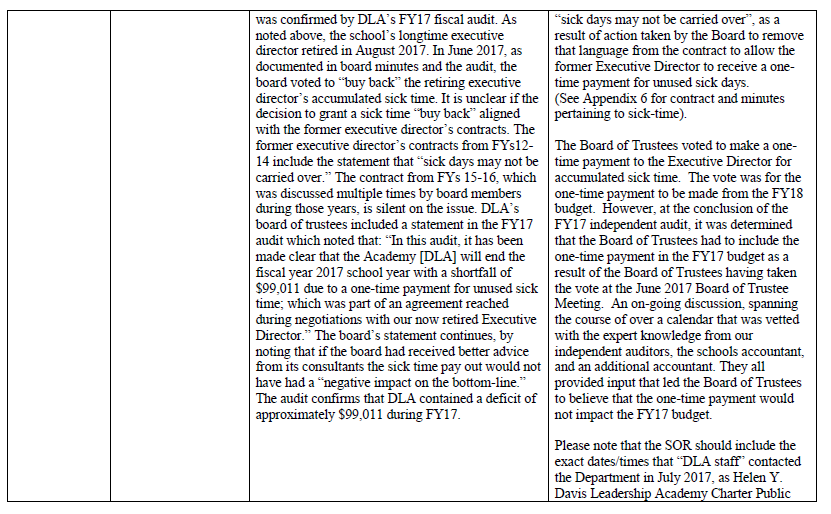 was confirmed by DLA’s FY17 fiscal audit. As
noted above, the school’s longtime executive
director retired in August 2017. In June 2017, as
documented in board minutes and the audit, the
board voted to “buy back” the retiring executive
director’s accumulated sick time. It is unclear if the
decision to grant a sick time “buy back” aligned
with the former executive director’s contracts. The
former executive director’s contracts from FYs12-
14 include the statement that “sick days may not be
carried over.” The contract from FYs 15-16, which
was discussed multiple times by board members
during those years, is silent on the issue. DLA’s
board of trustees included a statement in the FY17
audit which noted that: “In this audit, it has been
made clear that the Academy [DLA] will end the
fiscal year 2017 school year with a shortfall of
$99,011 due to a one-time payment for unused sick
time; which was part of an agreement reached
during negotiations with our now retired Executive
Director.” The board’s statement continues, by
noting that if the board had received better advice
from its consultants the sick time pay out would not
have had a “negative impact on the bottom-line.”
The audit confirms that DLA contained a deficit of
approximately $99,011 during FY17.
“sick days may not be carried over”, as a
result of action taken by the Board to remove
that language from the contract to allow the
former Executive Director to receive a one-
time payment for unused sick days.
(See Appendix 6 for contract and minutes
pertaining to sick-time).
The Board of Trustees voted to make a one-
time payment to the Executive Director for
accumulated sick time.  The vote was for the
one-time payment to be made from the FY18
budget.  However, at the conclusion of the
FY17 independent audit, it was determined
that the Board of Trustees had to include the
one-time payment in the FY17 budget as a
result of the Board of Trustees having taken
the vote at the June 2017 Board of Trustee
Meeting.  An on-going discussion, spanning
the course of over a calendar that was vetted
with the expert knowledge from our
independent auditors, the schools accountant,
and an additional accountant. They all
provided input that led the Board of Trustees
to believe that the one-time payment would
not impact the FY17 budget.
Please note that the SOR should include the
exact dates/times that “DLA staff” contacted
the Department in July 2017, as Helen Y.
Davis Leadership Academy Charter Public